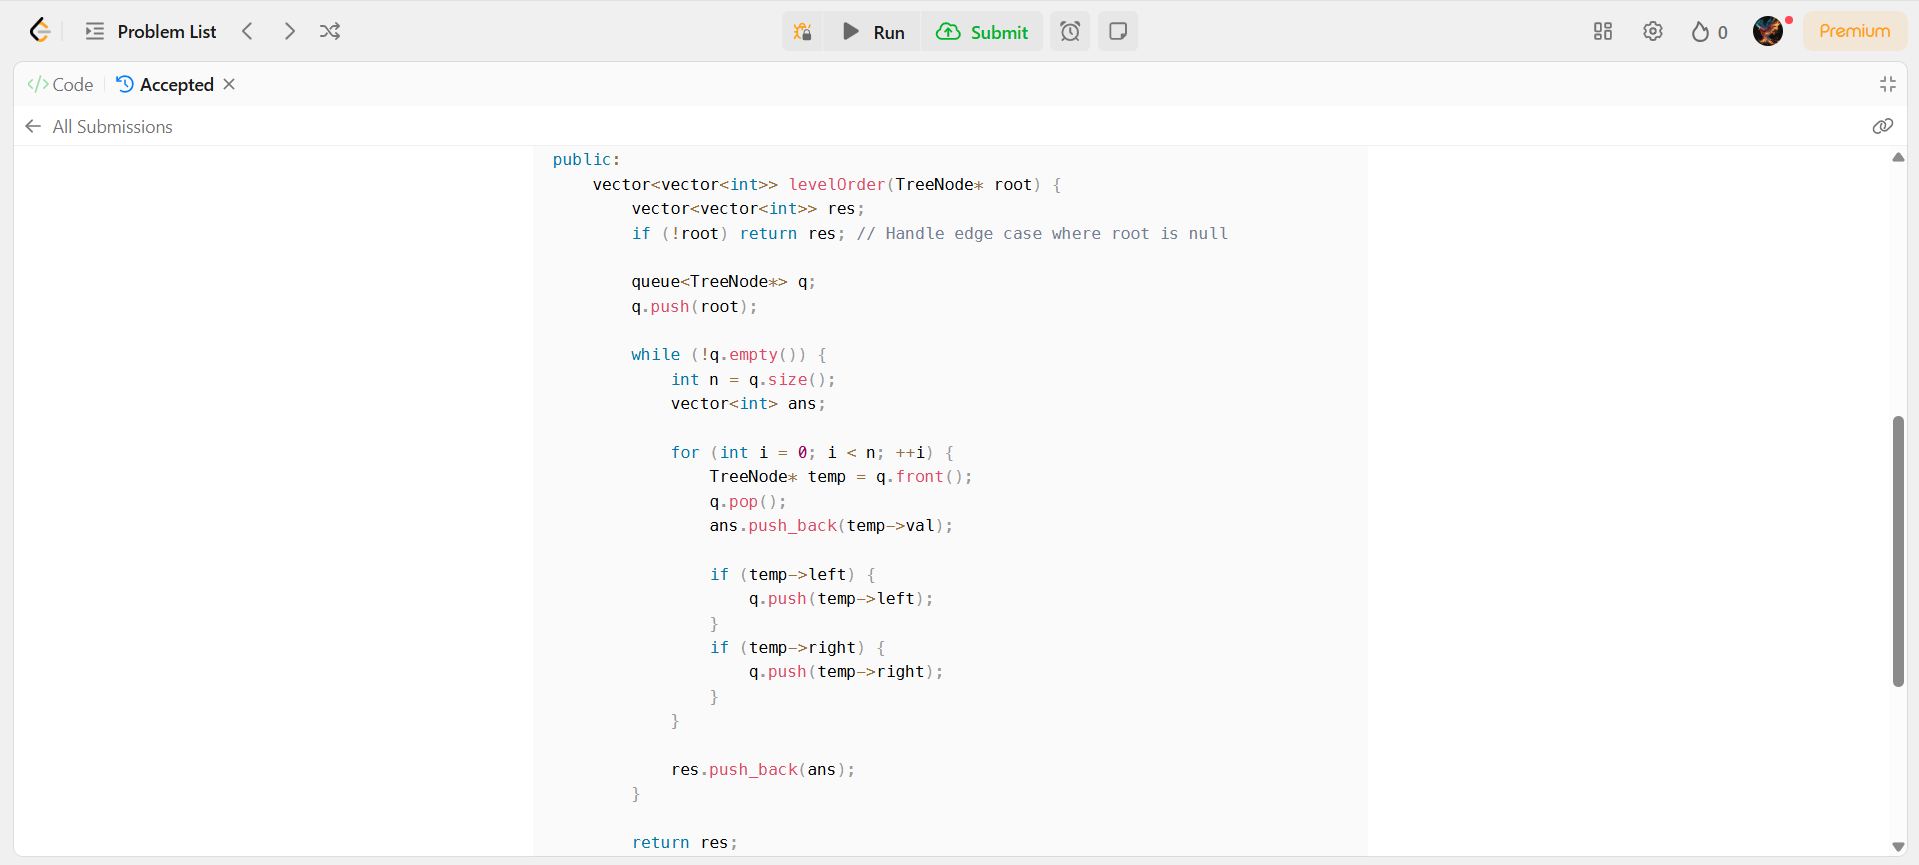 Problem List
Run
Submit
0
Premium
</> Code
Accepted
All Submissions
public:
    vector<vector<int>> levelOrder(TreeNode* root) {
        vector<vector<int>> res;
        if (!root) return res; // Handle edge case where root is null
        queue<TreeNode*> q;
        q.push(root);
        while (!q.empty()) {
            int n = q.size();
            vector<int> ans;
            for (int i = 0; i < n; ++i) {
                TreeNode* temp = q.front();
                q.pop();
                ans.push_back(temp->val);
                if (temp->left) {
                    q.push(temp->left);
                }
                if (temp->right) {
                    q.push(temp->right);
                }
            }
            res.push_back(ans);
        }
        return res;